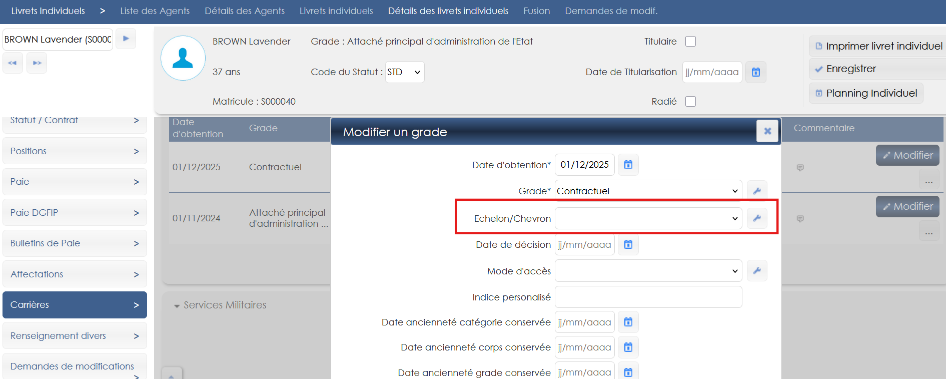 Livrets Individuels > Liste des Agents Détails des Agents Livrets individuels Détails des livrets individuels Fusion Demandes de modif.
BROWN Lavender (S000(
BROWN Lavender Grade : Attaché principal d'administration de l'Etat Titulaire
Imprimer livret individuel
37 ans Code du Statut : STD Date de Titularisation jj/mm/aaaa
Enregistrer
Planning Individuel
Matricule : S000040 Radié
Statut / Contrat >
Positions >
Paie >
Paie DGFIP >
Bulletins de Paie >
Affectations >
Carrières >
Renseignement divers >
Demandes de modifications >
Date d'obtention Grade Commentaire
01/12/2025 Contractuel Modifier
...
01/11/2024 Attaché principal d'administration ... Modifier
...
Services Militaires
Modifier un grade
Date d'obtention* 01/12/2025
Grade* Contractuel
Echelon/Chevron
Date de décision jj/mm/aaaa
Mode d'accès
Indice personalisé
Date ancienneté catégorie conservée jj/mm/aaaa
Date ancienneté corps conservée jj/mm/aaaa
Date ancienneté grade conservée jj/mm/aaaa